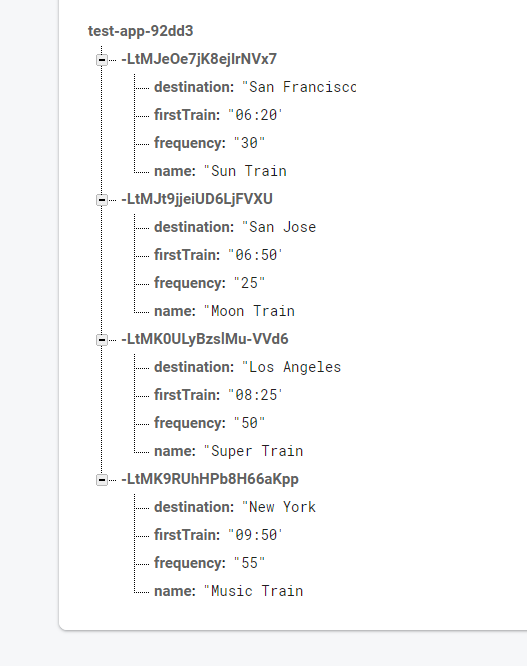 test-app-92dd3
-LtMJeOe7jK8ejIrNVx7
destination: "San Francisco
firstTrain: "06:20'
frequency: "30"
name: "Sun Train
-LtMJt9jjeiUD6LjFVXU
destination: "San Jose
firstTrain: "06:50'
frequency: "25"
name: "Moon Train
-LtMK0ULyBzslMu-VVd6
destination: "Los Angeles
firstTrain: "08:25'
frequency: "50"
name: "Super Train
-LtMK9RUhHPb8H66aKpp
destination: "New York
firstTrain: "09:50'
frequency: "55"
name: "Music Train